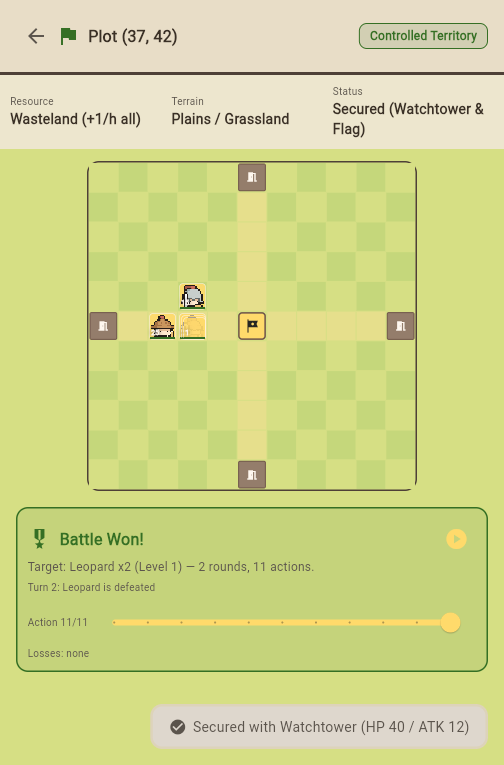 Plot (37, 42)
Controlled Territory
Resource
Wasteland (+1/h all)
Terrain
Plains / Grassland
Status
Secured (Watchtower &
Flag)
Battle Won!
Target: Leopard x2 (Level 1) — 2 rounds, 11 actions.
Turn 2: Leopard is defeated
Action 11/11
Losses: none
Secured with Watchtower (HP 40 / ATK 12)